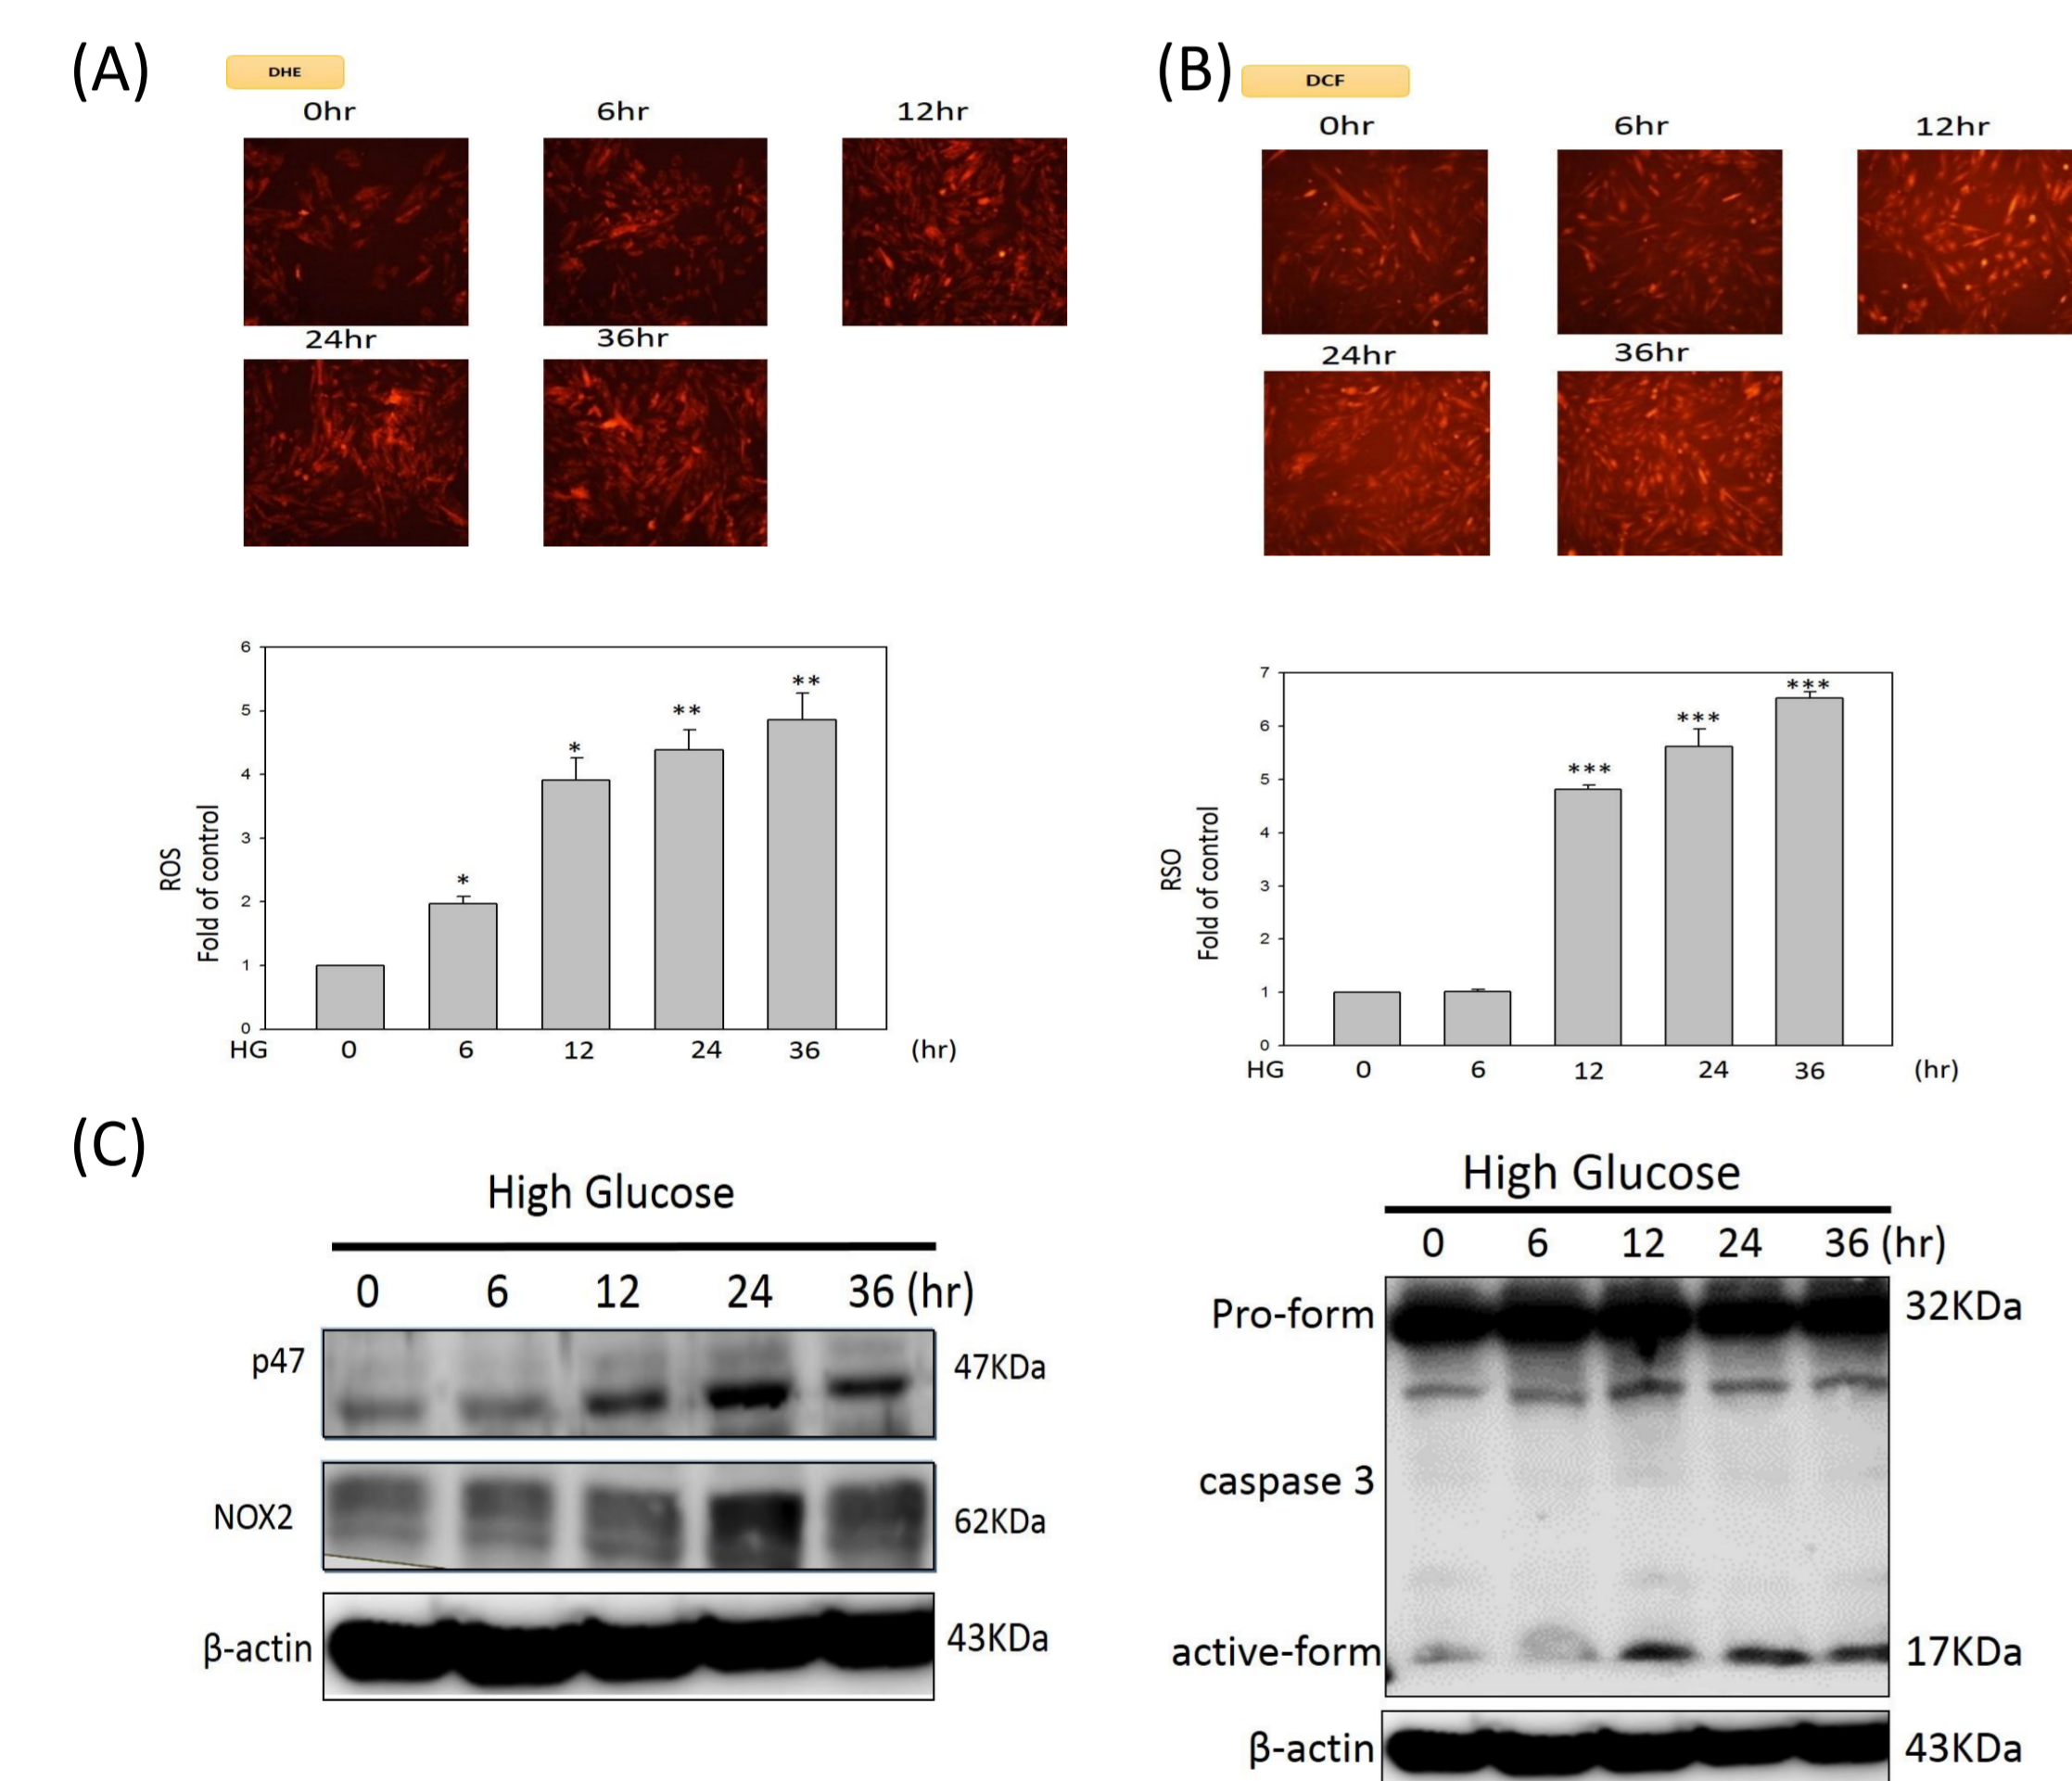 (A)
DHE
0hr 6hr 12hr
24hr 36hr
6
5
4
3
2
1
0
ROS
Fold of control
* * ** **
HG 0 6 12 24 36 (hr)
(B)
DCF
0hr 6hr 12hr
24hr 36hr
7
6
5
4
3
2
1
0
RSO
Fold of control
*** *** ***
HG 0 6 12 24 36 (hr)
(C)
High Glucose
0 6 12 24 36 (hr)
p47 47KDa
NOX2 62KDa
β-actin 43KDa
High Glucose
0 6 12 24 36 (hr)
Pro-form 32KDa
caspase 3
active-form 17KDa
β-actin 43KDa